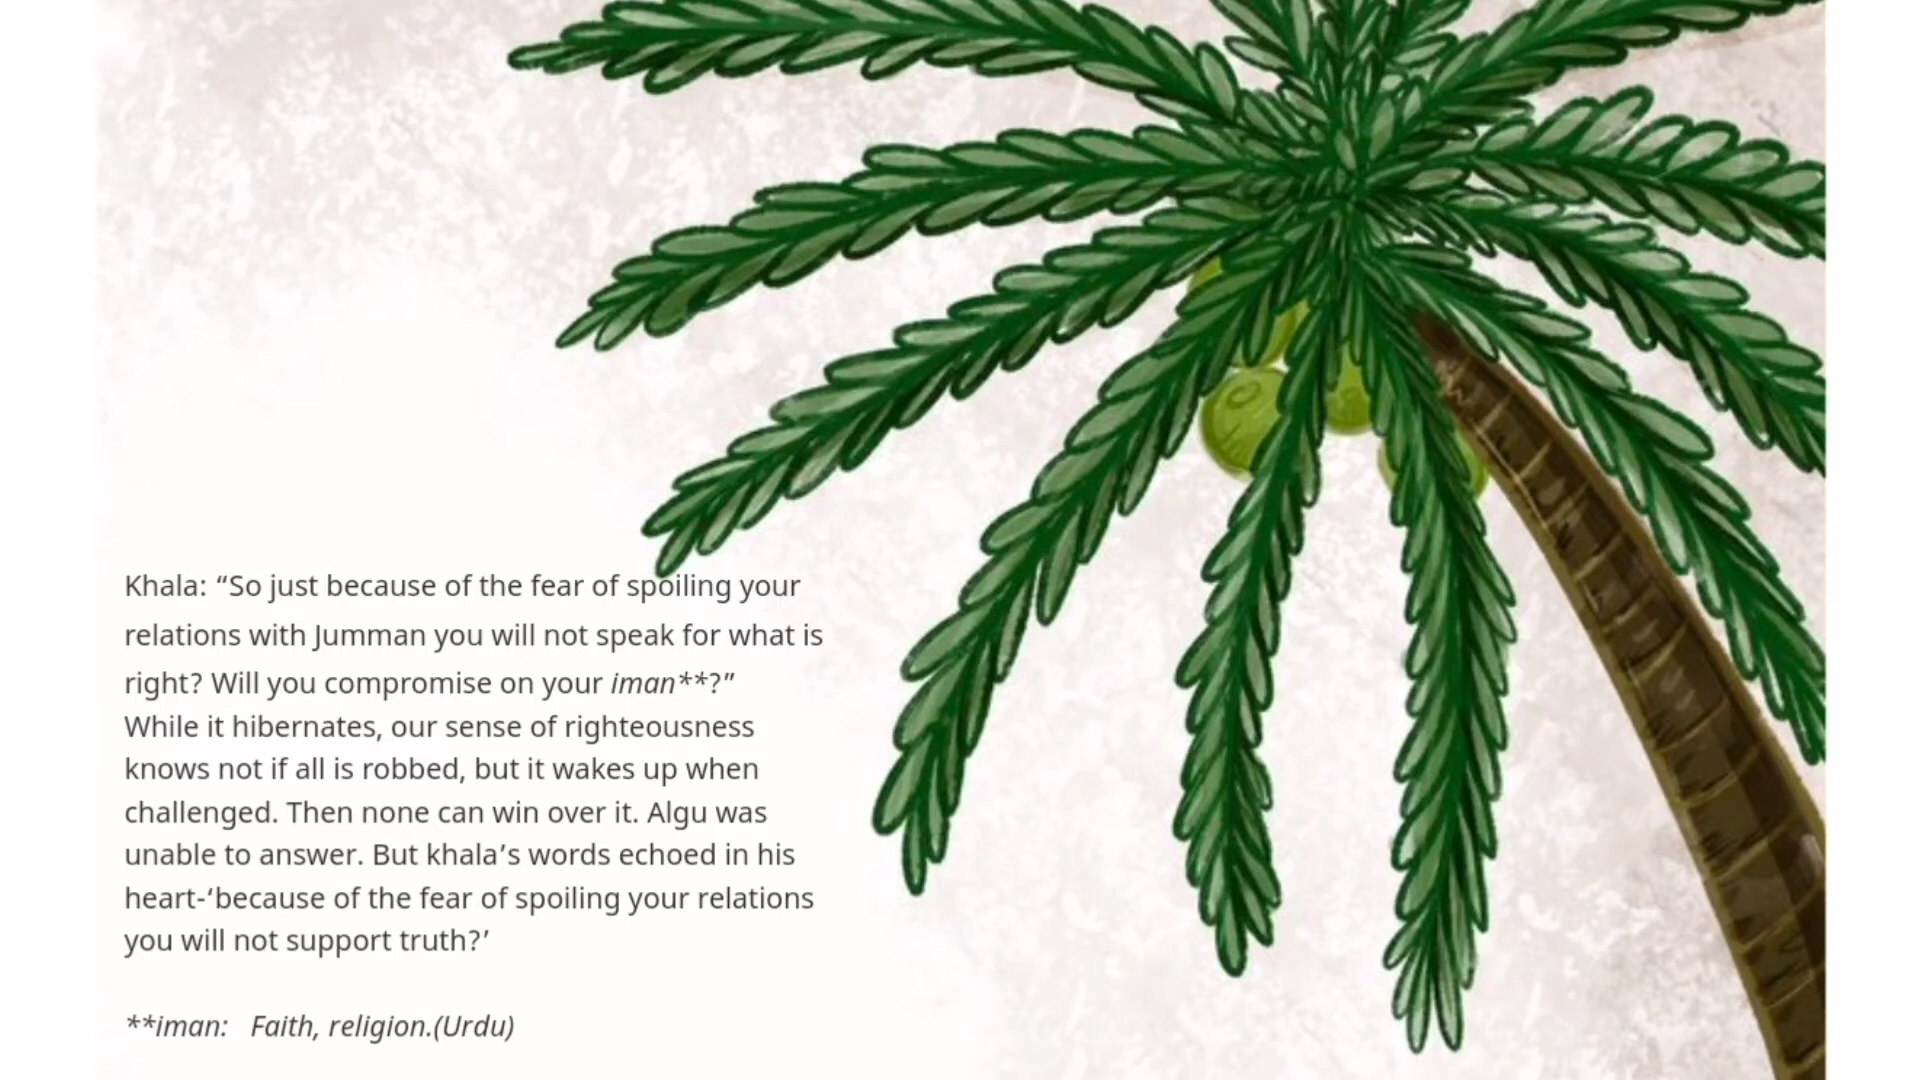 Khala: “So just because of the fear of spoiling your
relations with Jumman you will not speak for what is
right? Will you compromise on your iman**?”
While it hibernates, our sense of righteousness
knows not if all is robbed, but it wakes up when
challenged. Then none can win over it. Algu was
unable to answer. But khala’s words echoed in his
heart-‘because of the fear of spoiling your relations
you will not support truth?’
**iman:   Faith, religion.(Urdu)